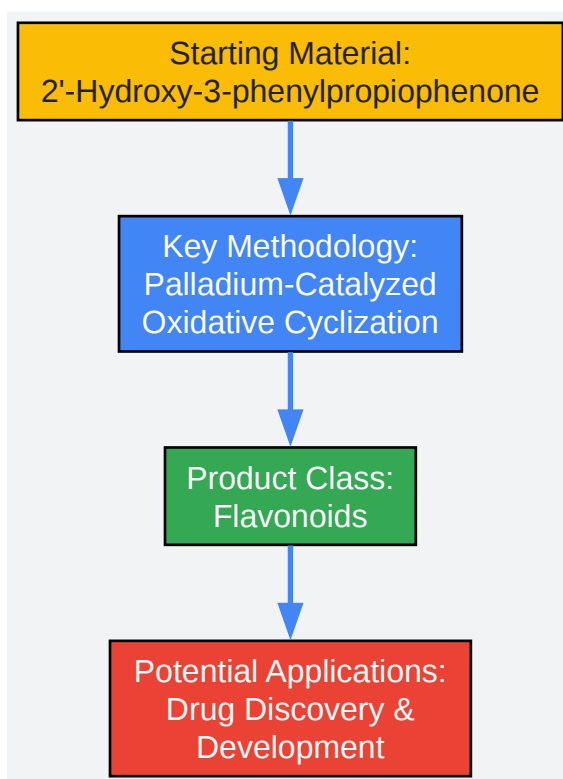 Starting Material:
2'-Hydroxy-3-phenylpropiophenone
Key Methodology:
Palladium-Catalyzed
Oxidative Cyclization
Product Class:
Flavonoids
Potential Applications:
Drug Discovery &
Development